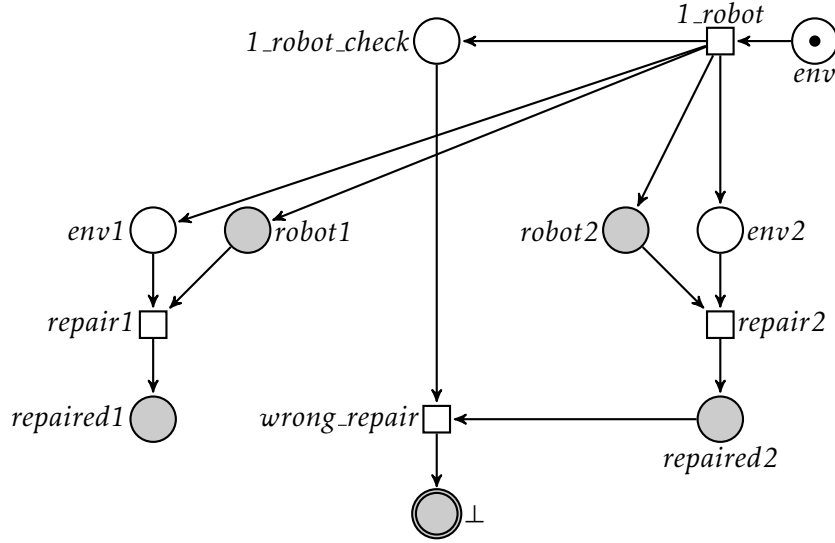 1_robot
1_robot_check
env
env1
robot1
robot2
env2
repair1
repair2
repaired1
wrong_repair
repaired2
⊥